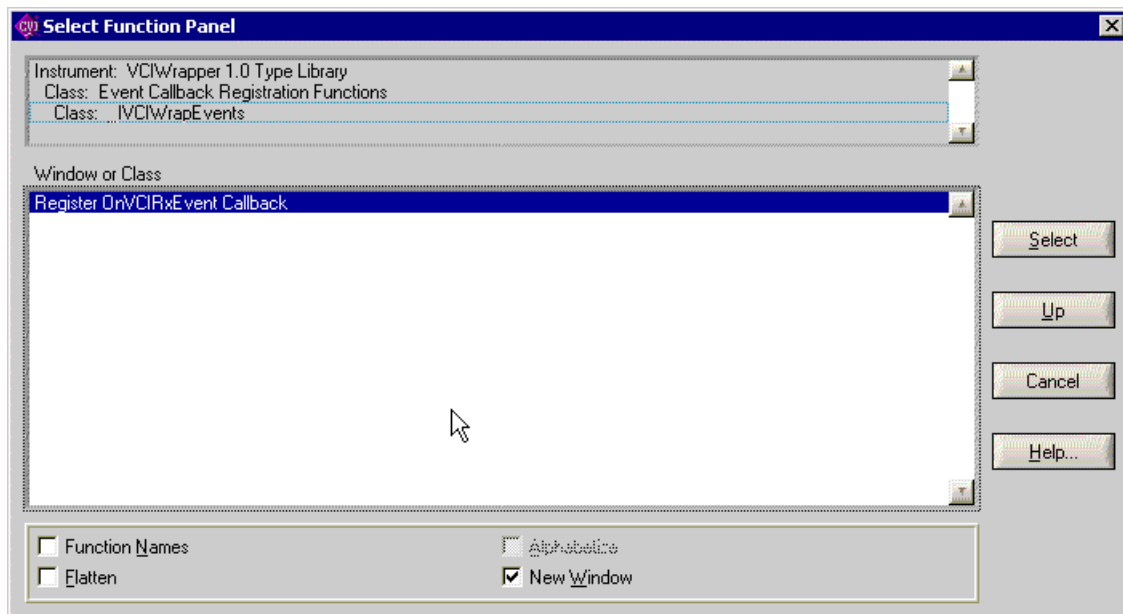 CVI Select Function Panel
Instrument: VCIWrapper 1.0 Type Library
Class: Event Callback Registration Functions
Class: _IVCIWrapEvents
Window or Class
Register OnVCIRxEvent Callback
Select
Up
Cancel
Help...
Function Names
Alphabetize
Flatten
New Window